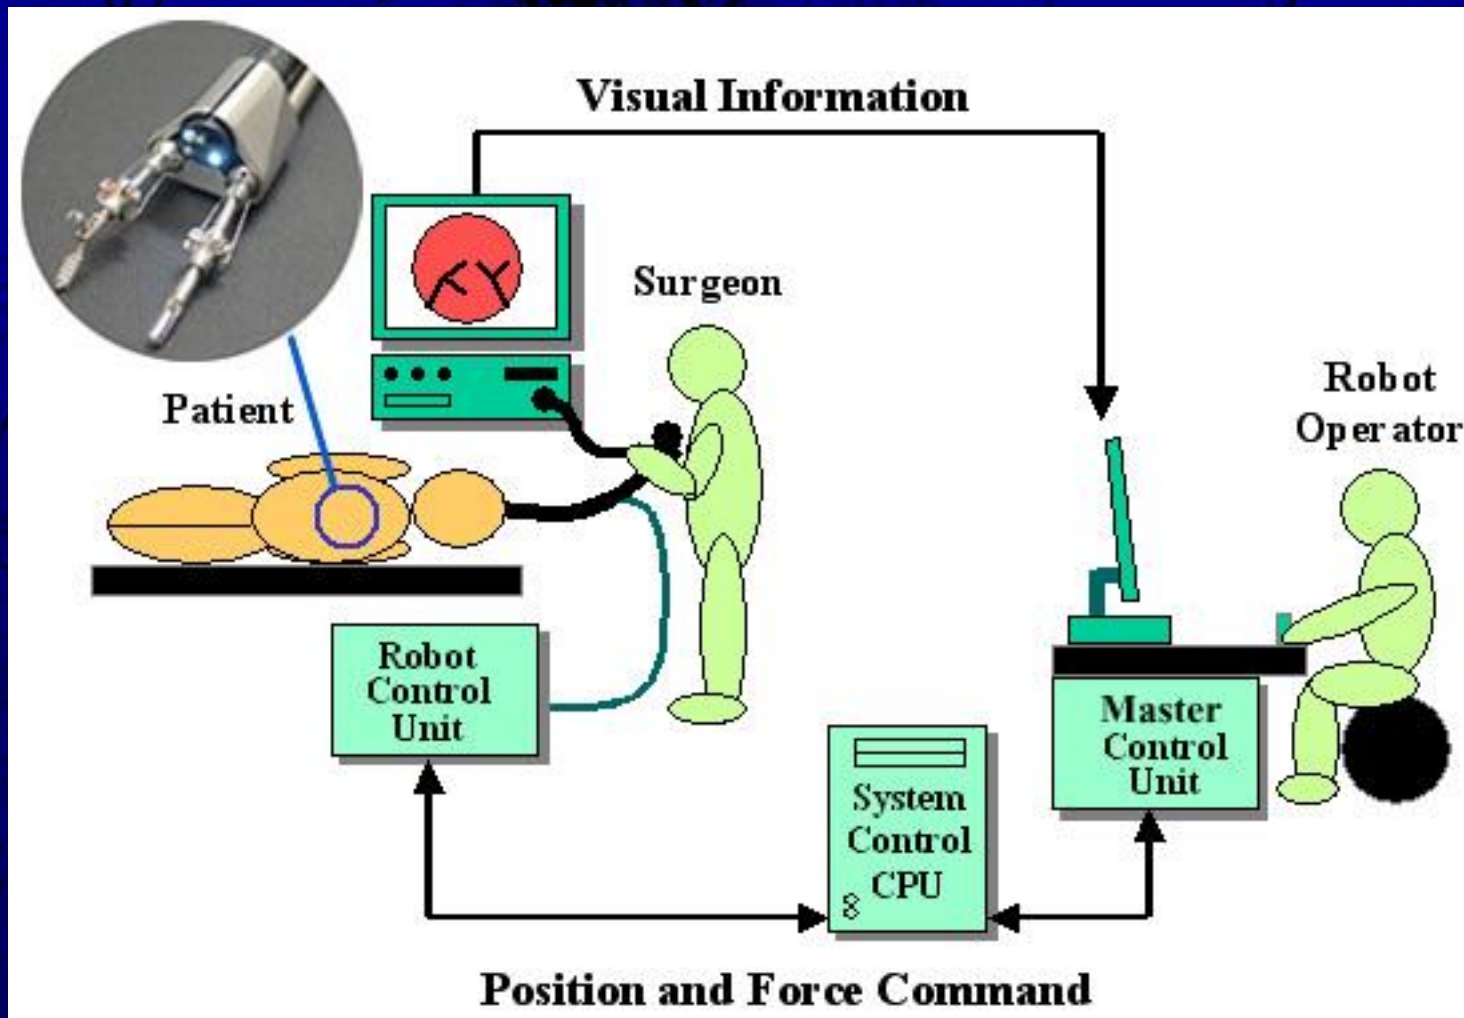 Visual Information
Surgeon
Patient
Robot
Operator
Robot
Control
Unit
Master
Control
Unit
System
Control
CPU
Position and Force Command